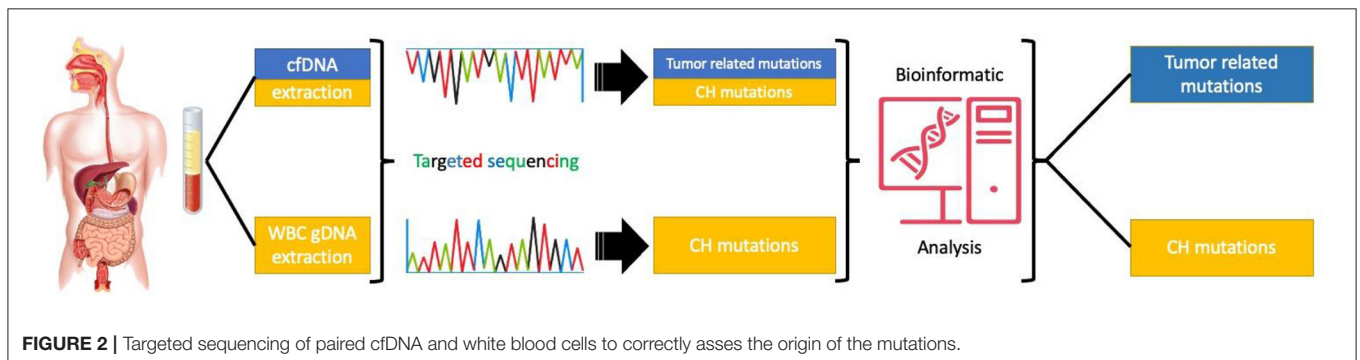 cfDNA
extraction
WBC gDNA
extraction
Targeted sequencing
Tumor related mutations
CH mutations
CH mutations
Bioinformatic
Analysis
Tumor related
mutations
CH mutations
FIGURE 2 | Targeted sequencing of paired cfDNA and white blood cells to correctly asses the origin of the mutations.